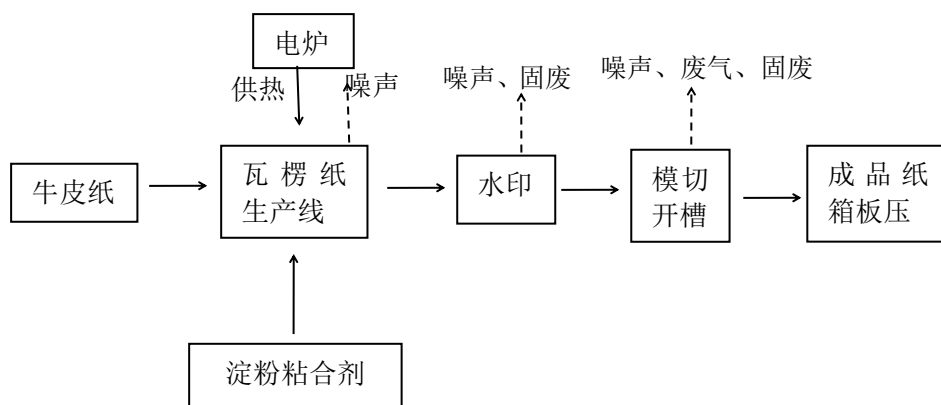 电炉
供热
噪声
噪声、固废
噪声、废气、固废
牛皮纸
瓦楞纸
生产线
水印
模切
开槽
成品纸
箱板压
淀粉粘合剂